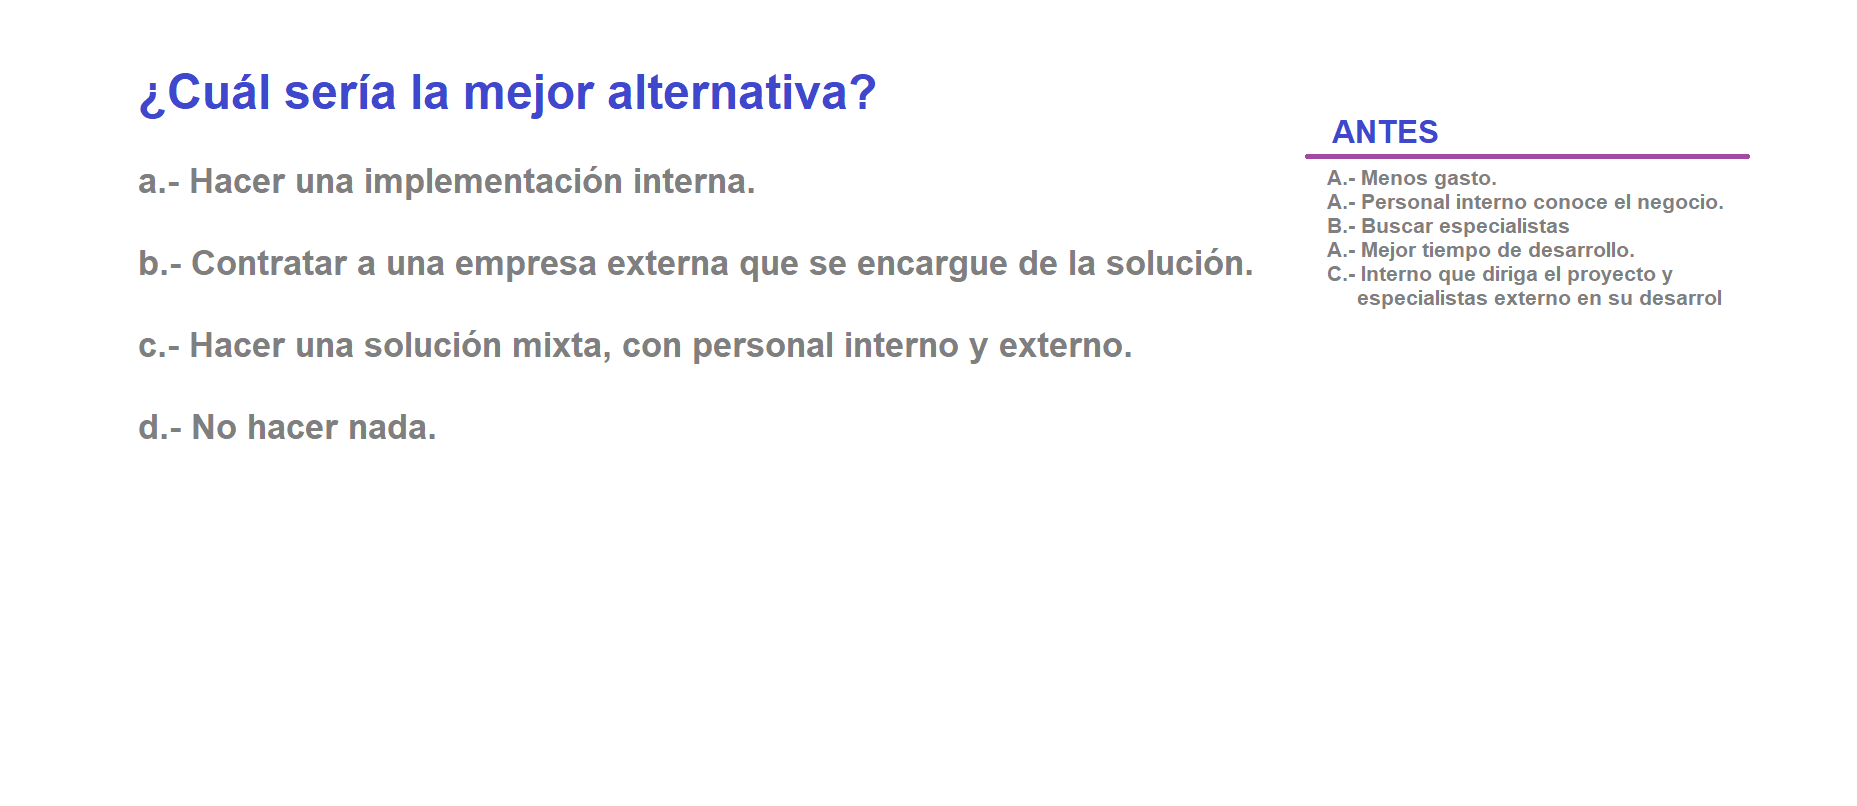 ¿Cuál sería la mejor alternativa?
a.- Hacer una implementación interna.
b.- Contratar a una empresa externa que se encargue de la solución.
c.- Hacer una solución mixta, con personal interno y externo.
d.- No hacer nada.
ANTES
A.- Menos gasto.
A.- Personal interno conoce el negocio.
B.- Buscar especialistas
A.- Mejor tiempo de desarrollo.
C.- Interno que diriga el proyecto y
especialistas externo en su desarrol